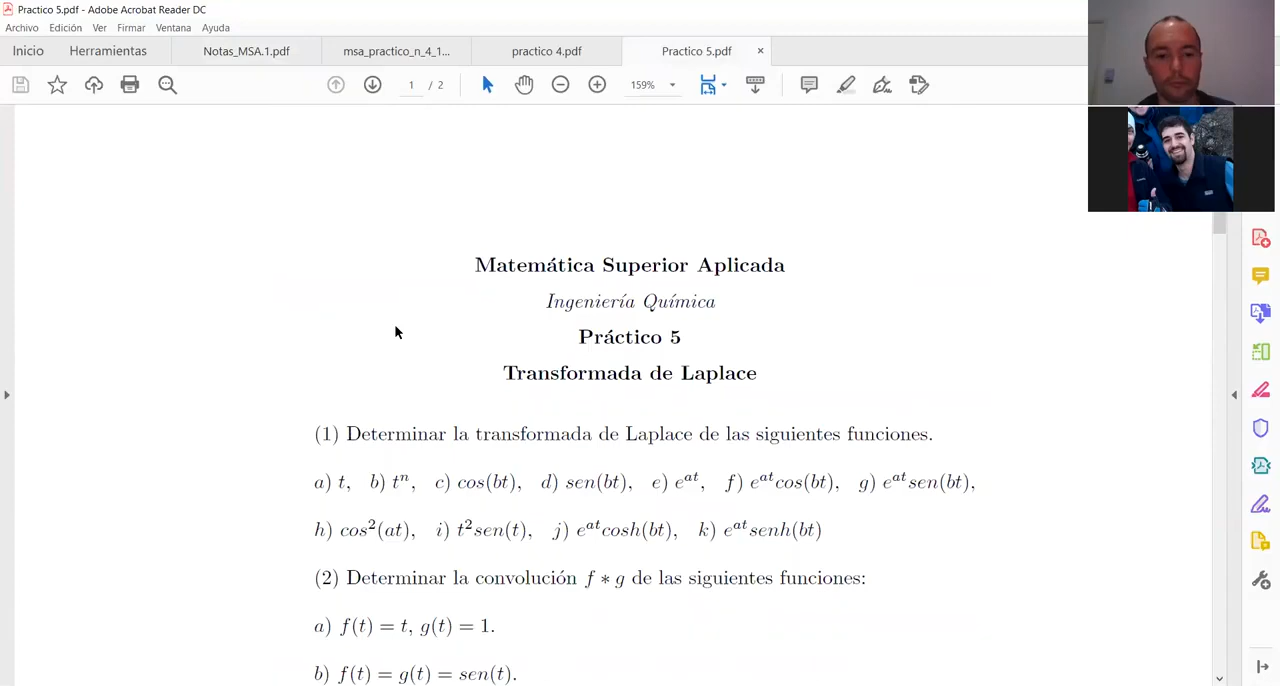 Practico 5.pdf - Adobe Acrobat Reader DC
Archivo Edición Ver Firmar Ventana Ayuda
Inicio Herramientas Notas_MSA.1.pdf msa_practico_n_4_1... practico 4.pdf Practico 5.pdf ×
1 / 2 159%
Matemática Superior Aplicada
Ingeniería Química
Práctico 5
Transformada de Laplace
(1) Determinar la transformada de Laplace de las siguientes funciones.
a) t, b) tⁿ, c) cos(bt), d) sen(bt), e) eᵃᵗ, f) eᵃᵗcos(bt), g) eᵃᵗsen(bt),
h) cos²(at), i) t²sen(t), j) eᵃᵗcosh(bt), k) eᵃᵗsenh(bt)
(2) Determinar la convolución f ∗ g de las siguientes funciones:
a) f(t) = t, g(t) = 1.
b) f(t) = g(t) = sen(t).